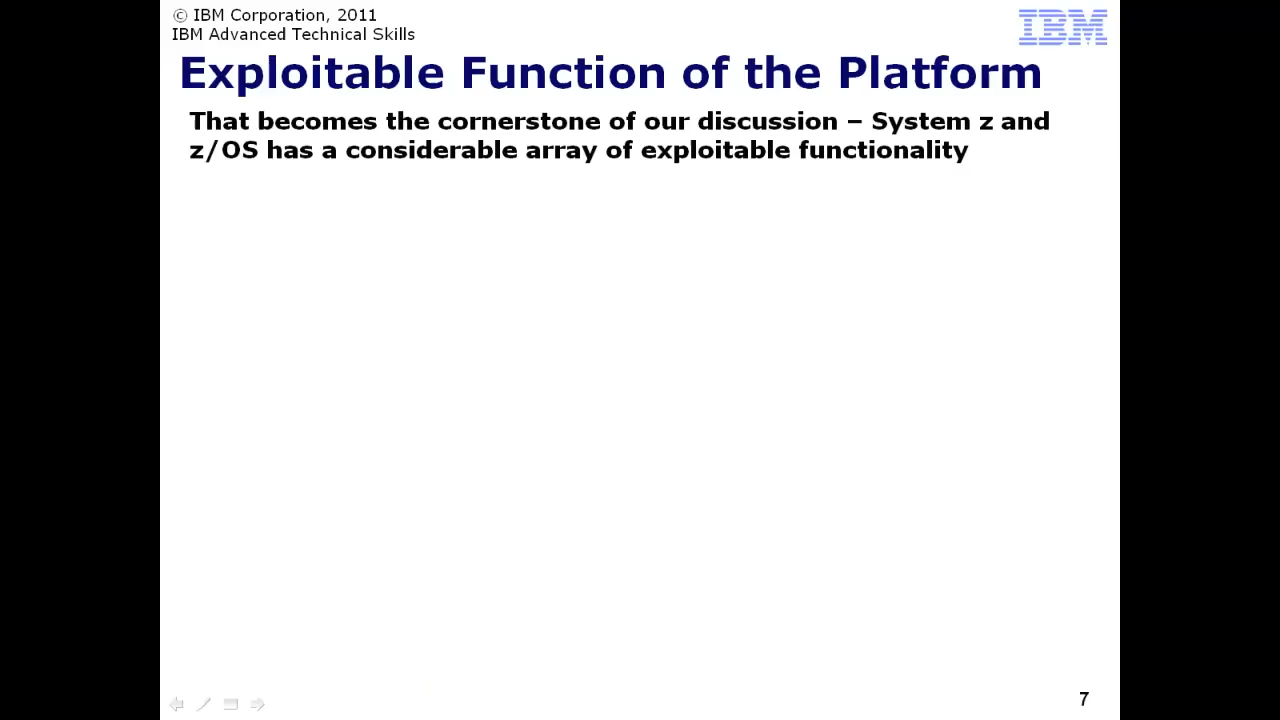 © IBM Corporation, 2011
IBM Advanced Technical Skills
IBM
Exploitable Function of the Platform
That becomes the cornerstone of our discussion – System z and
z/OS has a considerable array of exploitable functionality
7